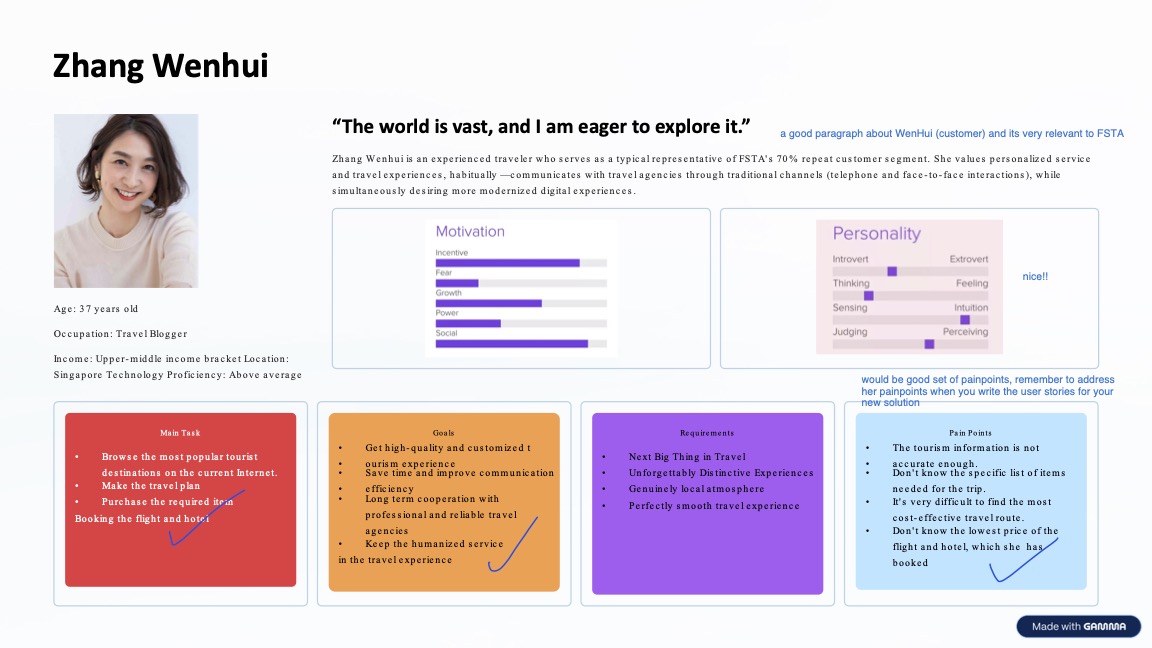 Zhang Wenhui
“The world is vast, and I am eager to explore it.”
a good paragraph about WenHui (customer) and its very relevant to FSTA
Zhang Wenhui is an experienced traveler who serves as a typical representative of FSTA's 70% repeat customer segment. She values personalized service
and travel experiences, habitually —communicates with travel agencies through traditional channels (telephone and face-to-face interactions), while
simultaneously desiring more modernized digital experiences.
Age: 37 years old
Occupation: Travel Blogger
Income: Upper-middle income bracket Location:
Singapore Technology Proficiency: Above average
Motivation
Incentive
Fear
Growth
Power
Social
Personality
Introvert Extrovert
Thinking Feeling
Sensing Intuition
Judging Perceiving
nice!!
would be good set of painpoints, remember to address
her painpoints when you write the user stories for your
new solution
Main Task
• Browse the most popular tourist
destinations on the current Internet.
• Make the travel plan
• Purchase the required item
Booking the flight and hotel
Goals
• Get high-quality and customized t
• ourism experience
Save time and improve communication
• efficiency
Long term cooperation with
professional and reliable travel
agencies
• Keep the humanized service
in the travel experience
Requirements
• Next Big Thing in Travel
• Unforgettably Distinctive Experiences
• Genuinely local atmosphere
• Perfectly smooth travel experience
Pain Points
• The tourism information is not
• accurate enough.
Don't know the specific list of items
needed for the trip.
• It's very difficult to find the most
cost-effective travel route.
• Don't know the lowest price of the
flight and hotel, which she has
booked
Made with GAMMA